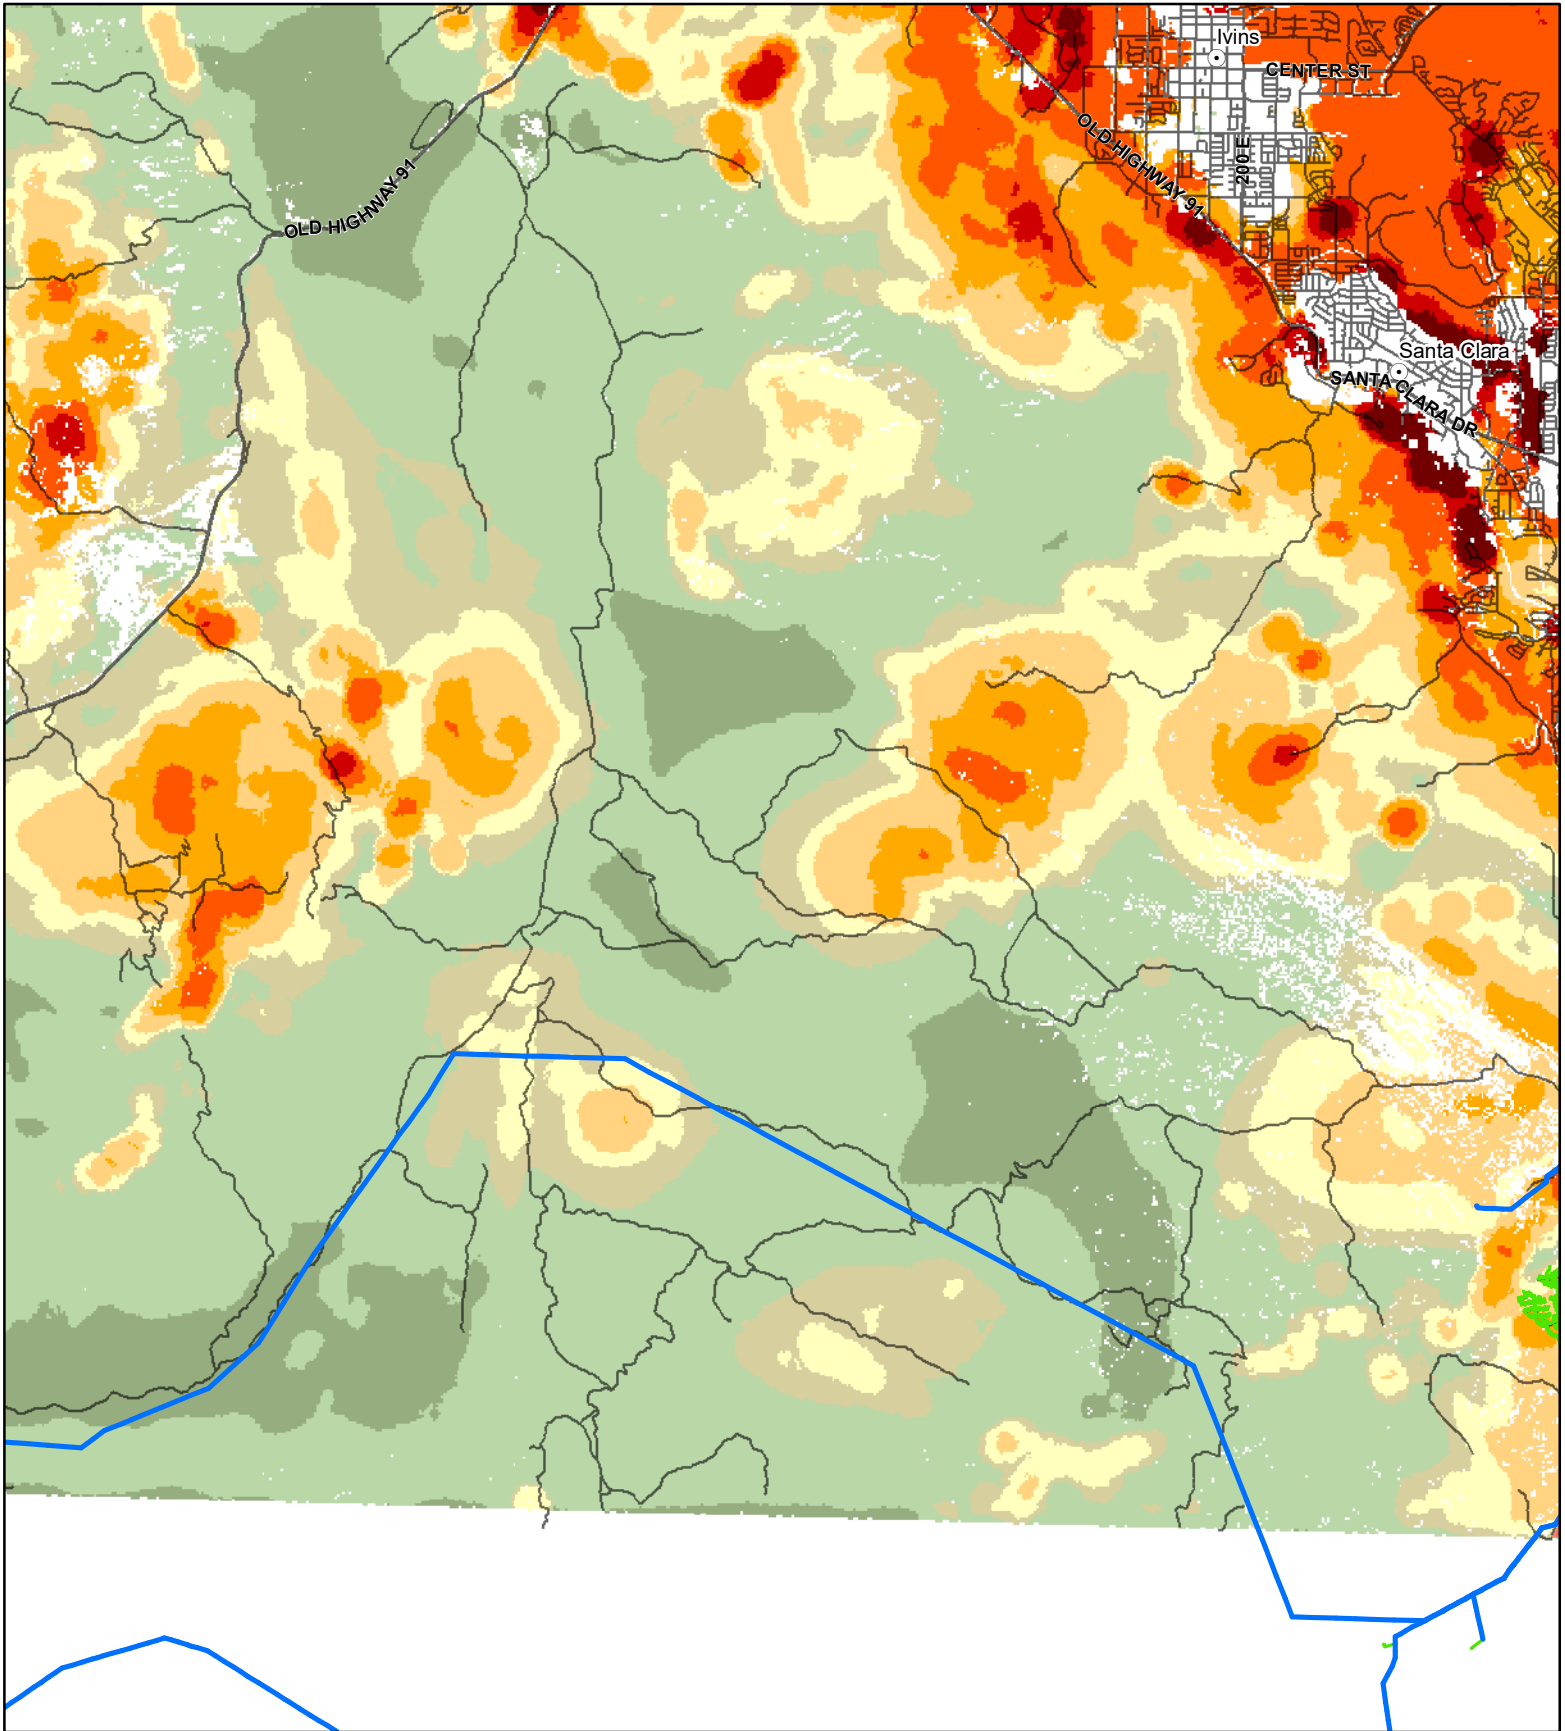 Ivins
CENTER ST
OLD HIGHWAY 91
200 E
OLD HIGHWAY 91
Santa Clara
SANTA CLARA DR